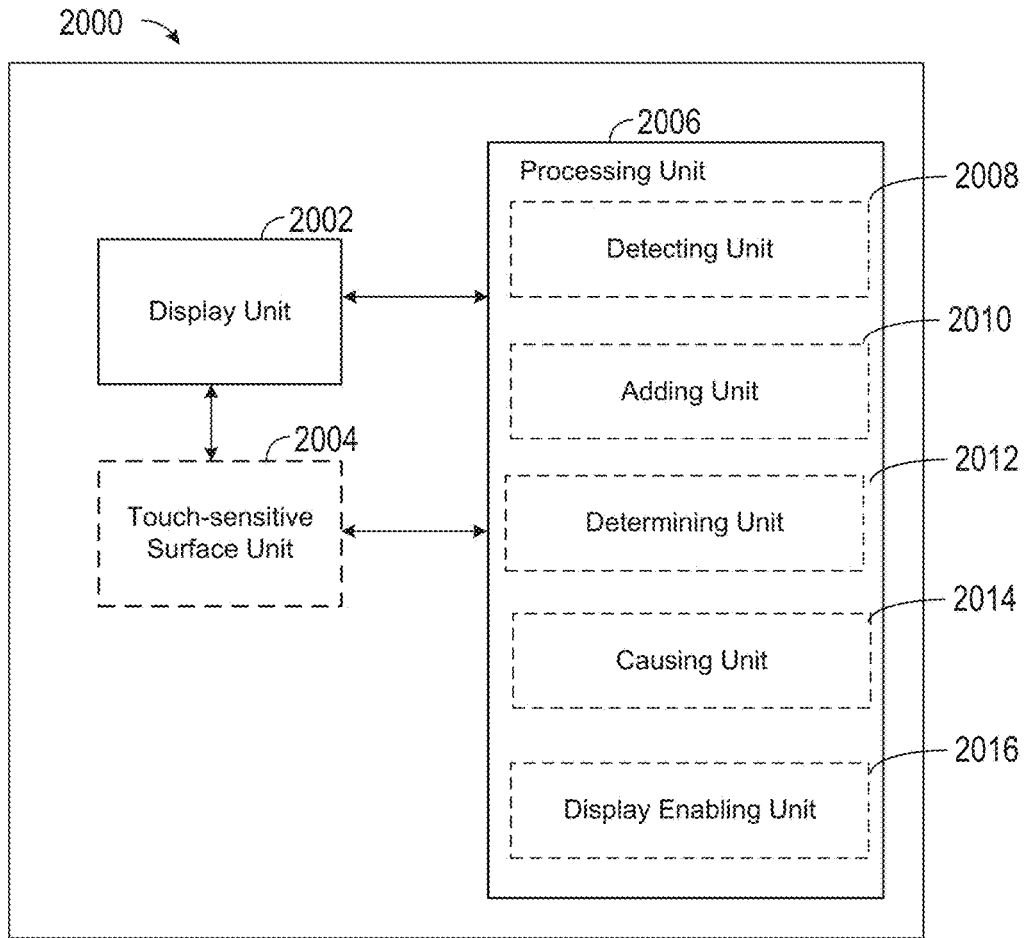 2000
2006
Processing Unit
2008
Detecting Unit
2002
Display Unit
2010
Adding Unit
2004
Touch-sensitive
Surface Unit
2012
Determining Unit
2014
Causing Unit
2016
Display Enabling Unit